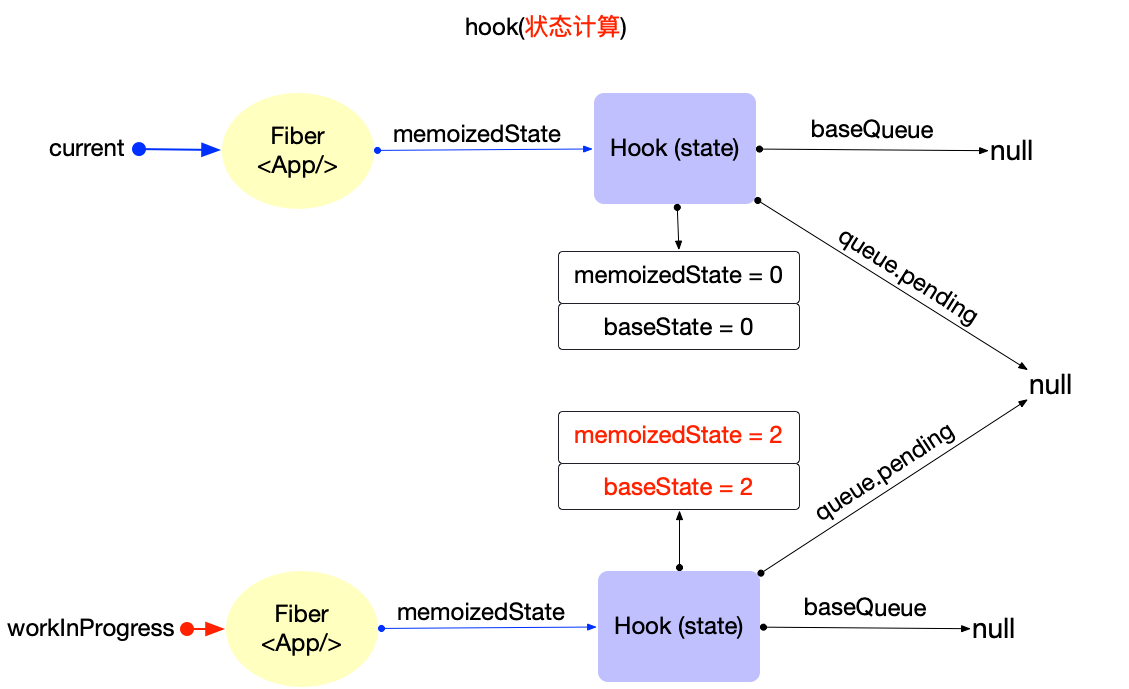 hook(状态计算)
current
Fiber
<App/>
memoizedState
Hook (state)
baseQueue
null
queue.pending
memoizedState = 0
baseState = 0
null
memoizedState = 2
baseState = 2
queue.pending
workInProgress
Fiber
<App/>
memoizedState
Hook (state)
baseQueue
null